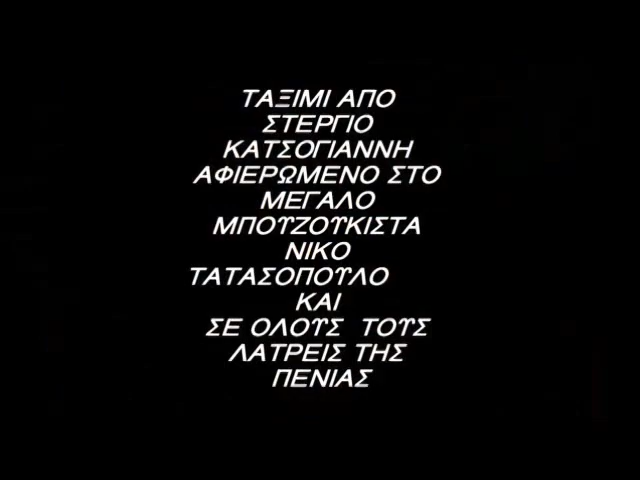 ΤΑΞΙΜΙ ΑΠΟ
ΣΤΕΡΓΙΟ
ΚΑΤΣΟΓΙΑΝΝΗ
ΑΦΙΕΡΩΜΕΝΟ ΣΤΟ
ΜΕΓΑΛΟ
ΜΠΟΥΖΟΥΚΙΣΤΑ
ΝΙΚΟ
ΤΑΤΑΣΟΠΟΥΛΟ
ΚΑΙ
ΣΕ ΟΛΟΥΣ ΤΟΥΣ
ΛΑΤΡΕΙΣ ΤΗΣ
ΠΕΝΙΑΣ